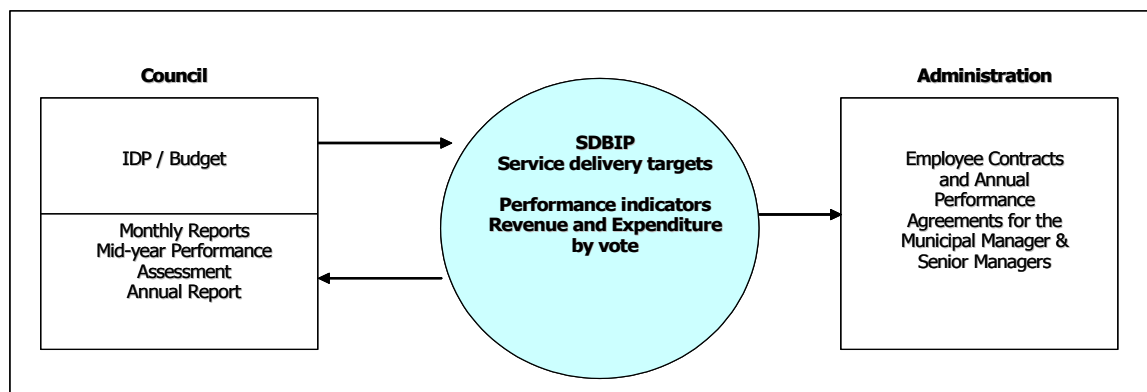 Council
IDP / Budget
Monthly Reports
Mid-year Performance
Assessment
Annual Report
SDBIP
Service delivery targets
Performance indicators
Revenue and Expenditure
by vote
Administration
Employee Contracts
and Annual
Performance
Agreements for the
Municipal Manager &
Senior Managers